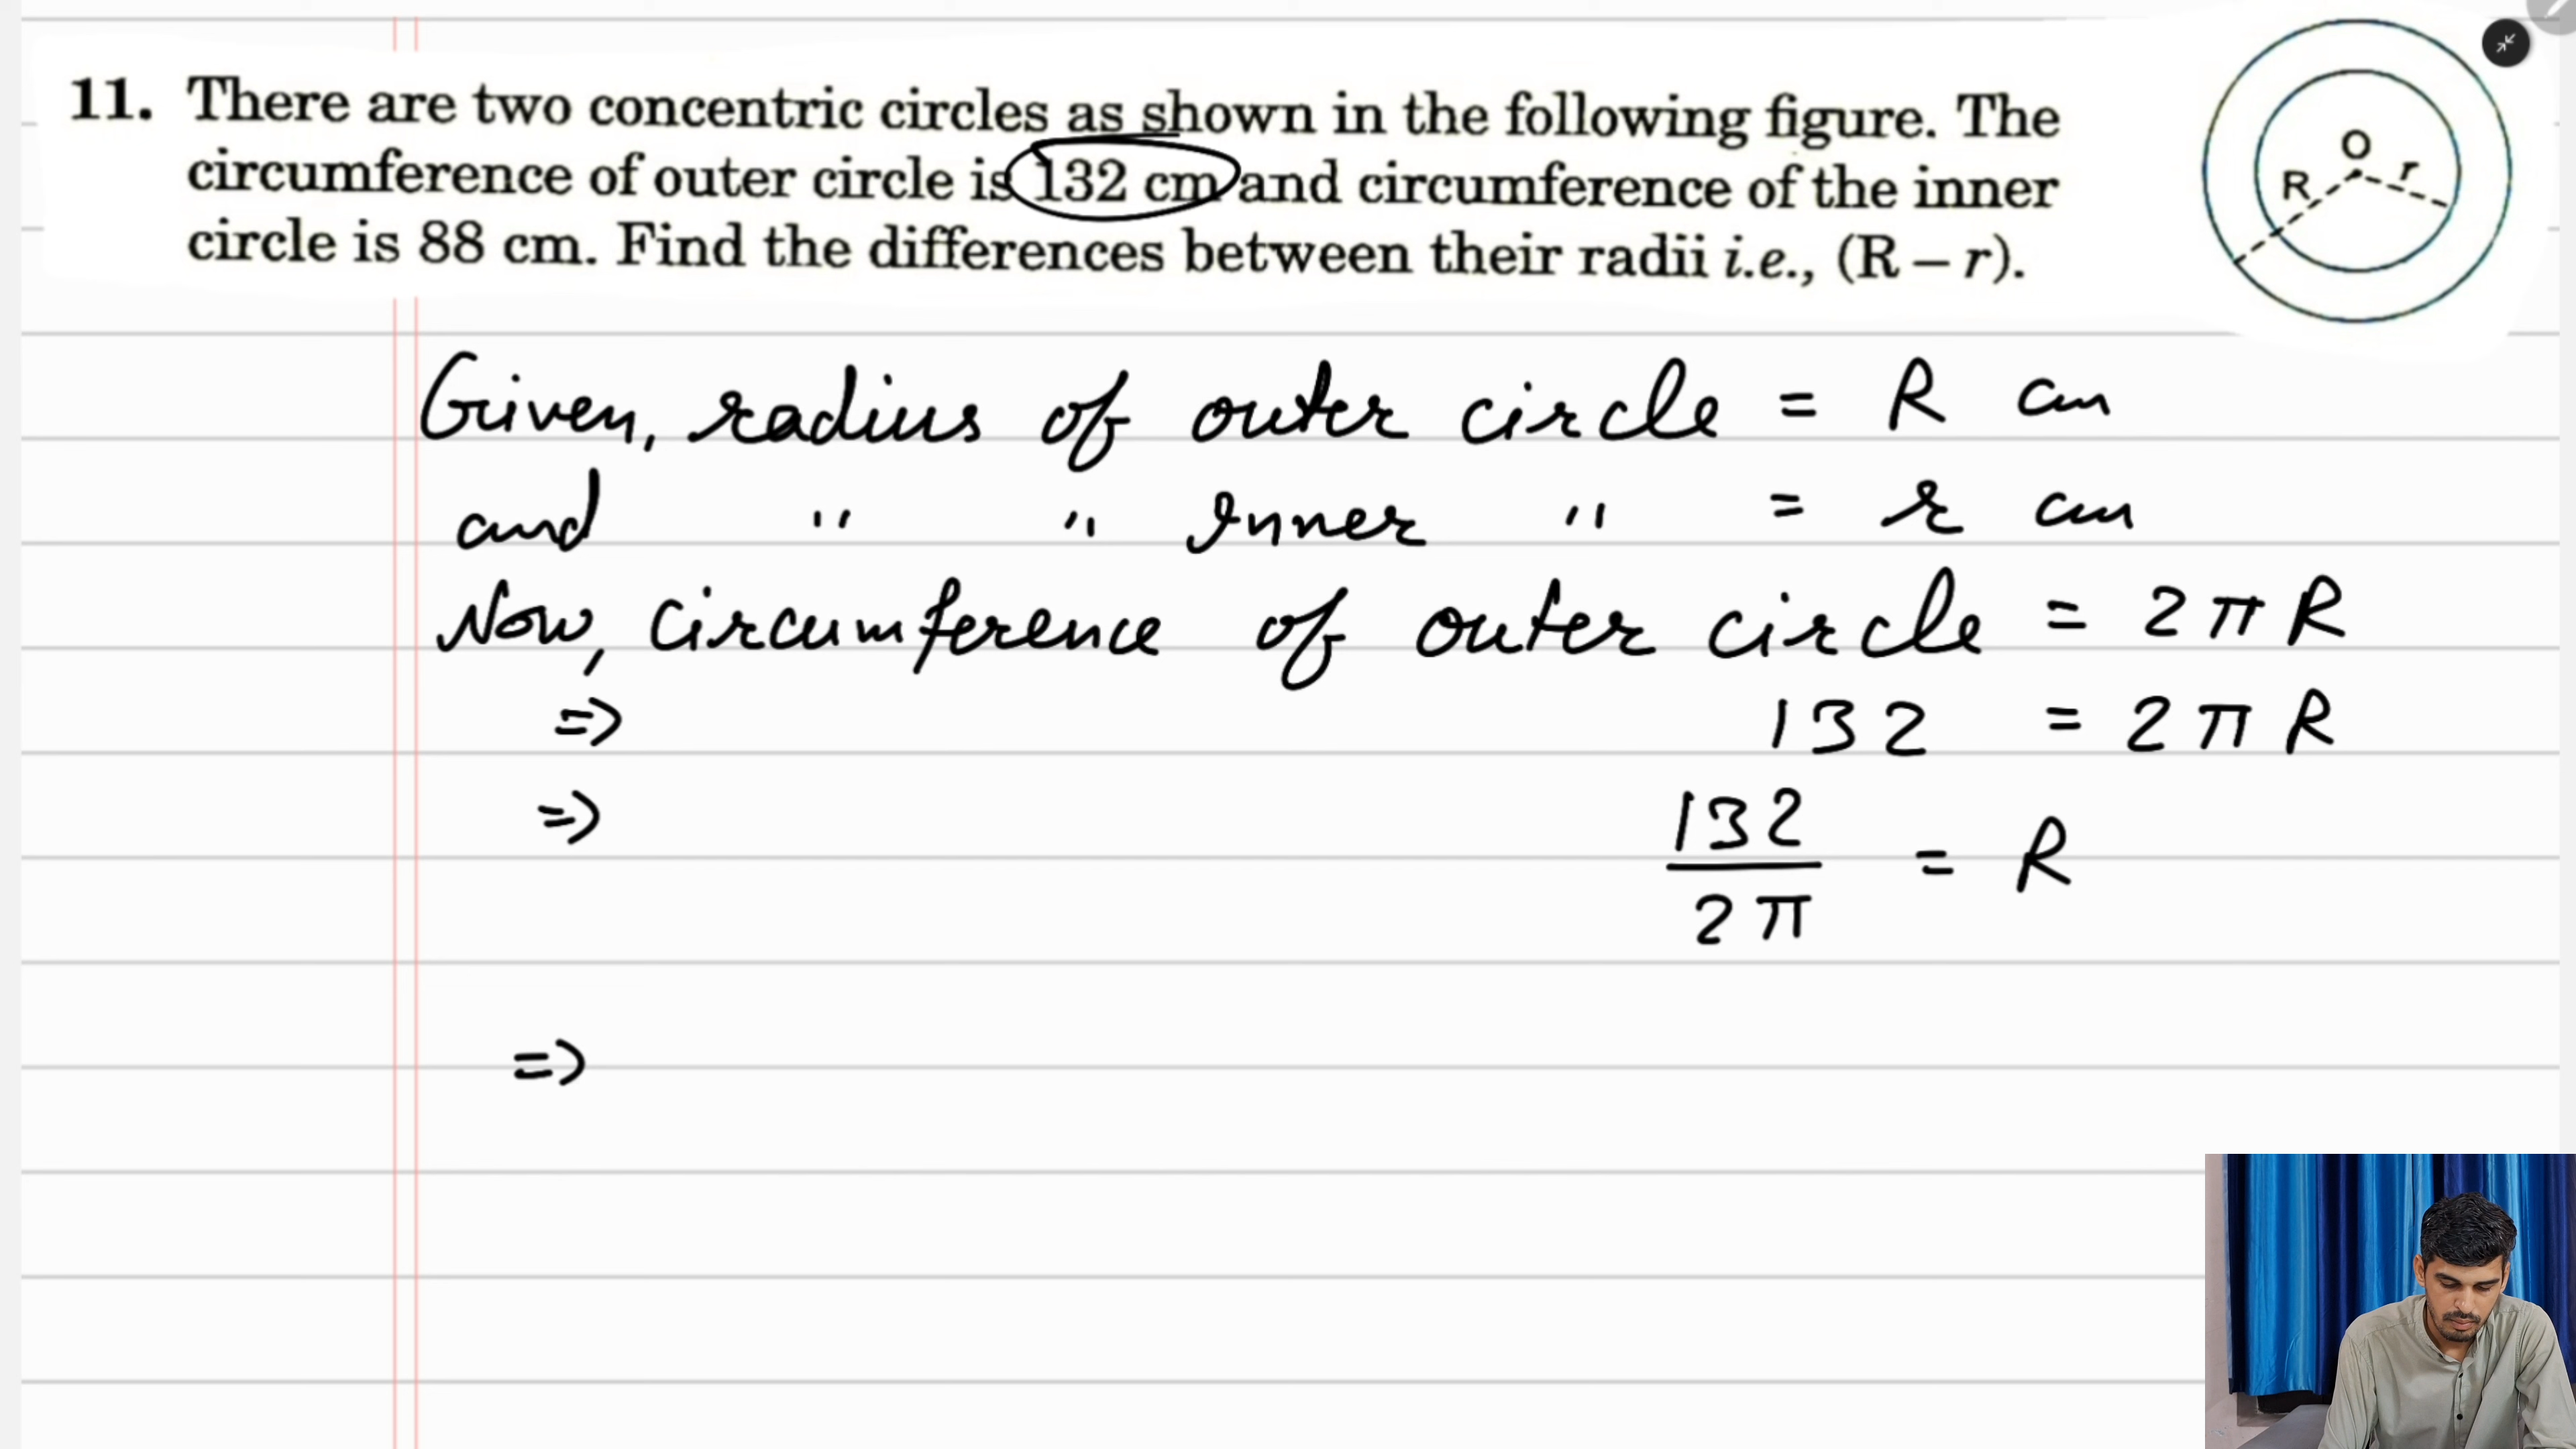 11. There are two concentric circles as shown in the following figure. The
circumference of outer circle is 132 cm and circumference of the inner
circle is 88 cm. Find the differences between their radii i.e., (R – r).
O
R
r
Given, radius of outer circle = R cm
and " " Inner " = r cm
Now, circumference of outer circle = 2πR
=> 132 = 2πR
=> 132/2π = R
=>